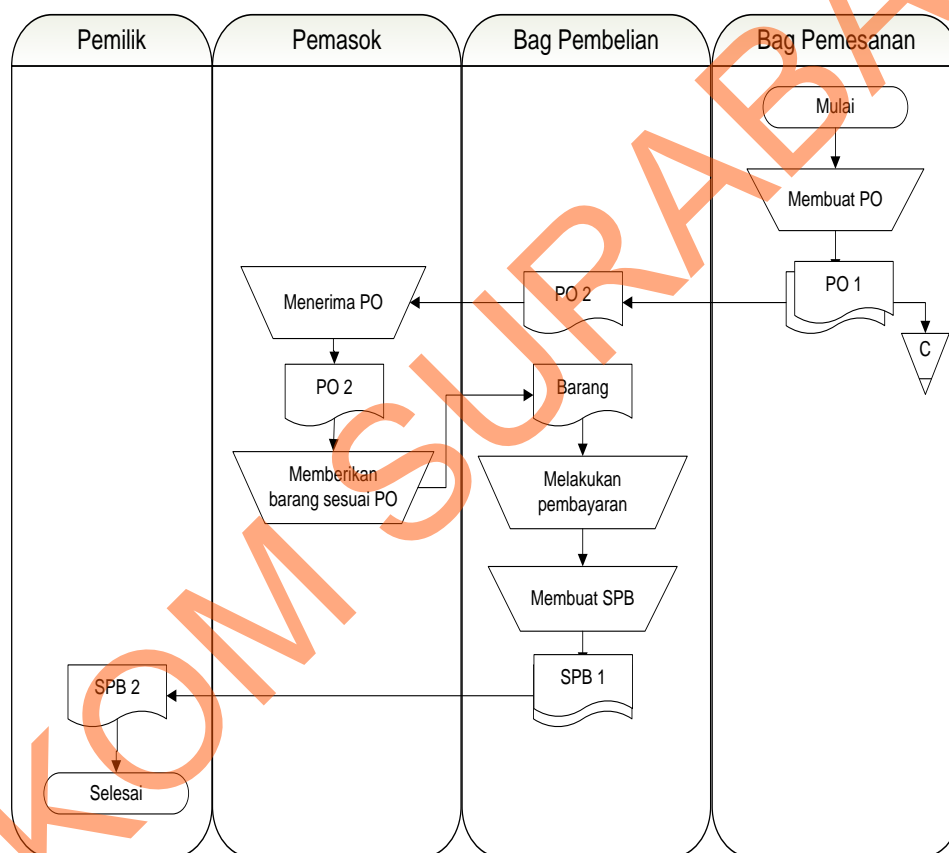 Pemilik
Pemasok
Bag Pembelian
Bag Pemesanan
Mulai
Membuat PO
PO 1
C
PO 2
Menerima PO
PO 2
Memberikan
barang sesuai PO
Barang
Melakukan
pembayaran
Membuat SPB
SPB 1
SPB 2
Selesai
KOM SURABA